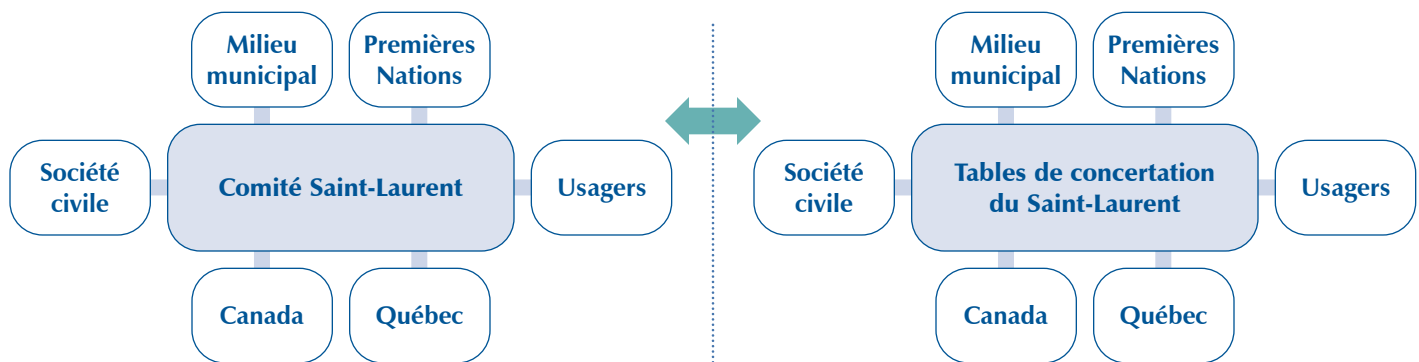 Milieu
municipal
Premières
Nations
Société
civile
Comité Saint-Laurent
Usagers
Canada
Québec
Milieu
municipal
Premières
Nations
Société
civile
Tables de concertation
du Saint-Laurent
Usagers
Canada
Québec